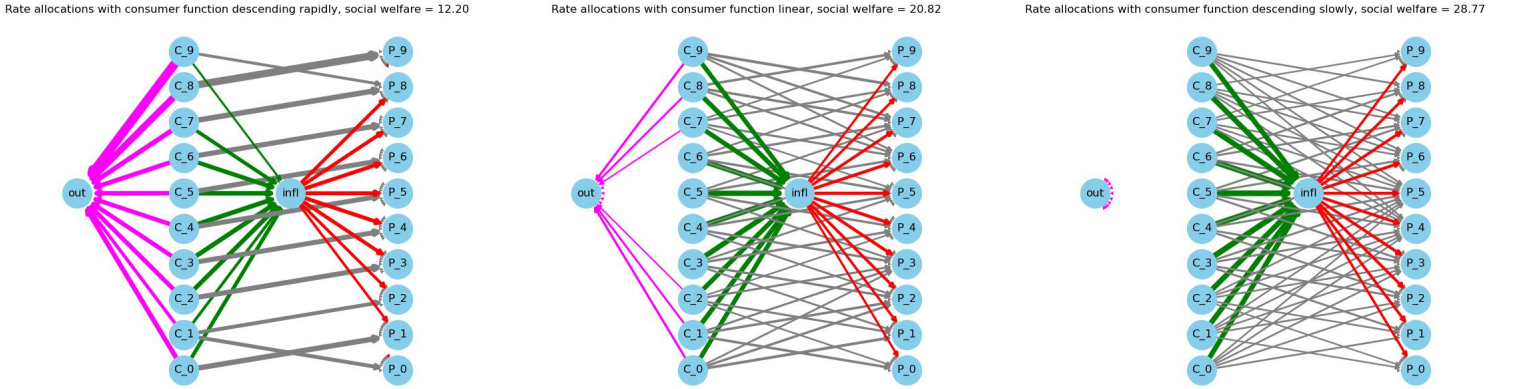 Rate allocations with consumer function descending rapidly, social welfare = 12.20
C_9
P_9
C_8
P_8
C_7
P_7
C_6
P_6
out
C_5
infl
P_5
C_4
P_4
C_3
P_3
C_2
P_2
C_1
P_1
C_0
P_0
Rate allocations with consumer function linear, social welfare = 20.82
C_9
P_9
C_8
P_8
C_7
P_7
C_6
P_6
out
C_5
infl
P_5
C_4
P_4
C_3
P_3
C_2
P_2
C_1
P_1
C_0
P_0
Rate allocations with consumer function descending slowly, social welfare = 28.77
C_9
P_9
C_8
P_8
C_7
P_7
C_6
P_6
out
C_5
infl
P_5
C_4
P_4
C_3
P_3
C_2
P_2
C_1
P_1
C_0
P_0